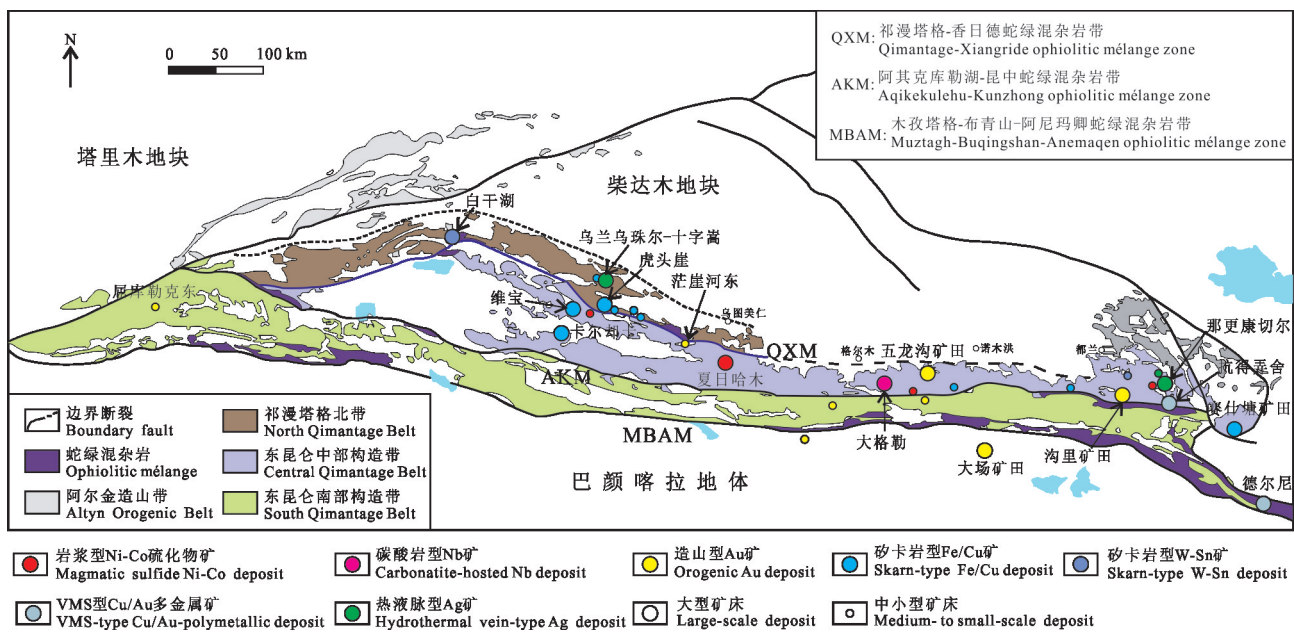 N
0 50 100 km
QXM: 祁漫塔格-香日德蛇绿混杂岩带
Qimantage-Xiangride ophiolitic mélange zone
AKM: 阿其克库勒湖-昆中蛇绿混杂岩带
Aqikekulehu-Kunzhong ophiolitic mélange zone
MBAM: 木孜塔格-布青山-阿尼玛卿蛇绿混杂岩带
Muztagh-Buqingshan-Anemaqen ophiolitic mélange zone
塔里木地块
柴达木地块
白干湖
乌兰乌珠尔-十字嵩
虎头崖
茫崖河东
尼库勒克东
维宝
乌图美仁
卡尔却卡
QXM
格尔木
五龙沟矿田
诺木洪
都兰
那更康切尔
AKM
夏日哈木
坑得弄舍
赛什塘矿田
MBAM
大格勒
沟里矿田
大场矿田
巴颜喀拉地体
德尔尼
边界断裂
Boundary fault
祁漫塔格北带
North Qimantage Belt
蛇绿混杂岩
Ophiolitic mélange
东昆仑中部构造带
Central Qimantage Belt
阿尔金造山带
Altyn Orogenic Belt
东昆仑南部构造带
South Qimantage Belt
岩浆型Ni-Co硫化物矿
Magmatic sulfide Ni-Co deposit
碳酸岩型Nb矿
Carbonatite-hosted Nb deposit
造山型Au矿
Orogenic Au deposit
矽卡岩型Fe/Cu矿
Skarn-type Fe/Cu deposit
矽卡岩型W-Sn矿
Skarn-type W-Sn deposit
VMS型Cu/Au多金属矿
VMS-type Cu/Au-polymetallic deposit
热液脉型Ag矿
Hydrothermal vein-type Ag deposit
大型矿床
Large-scale deposit
中小型矿床
Medium- to small-scale deposit